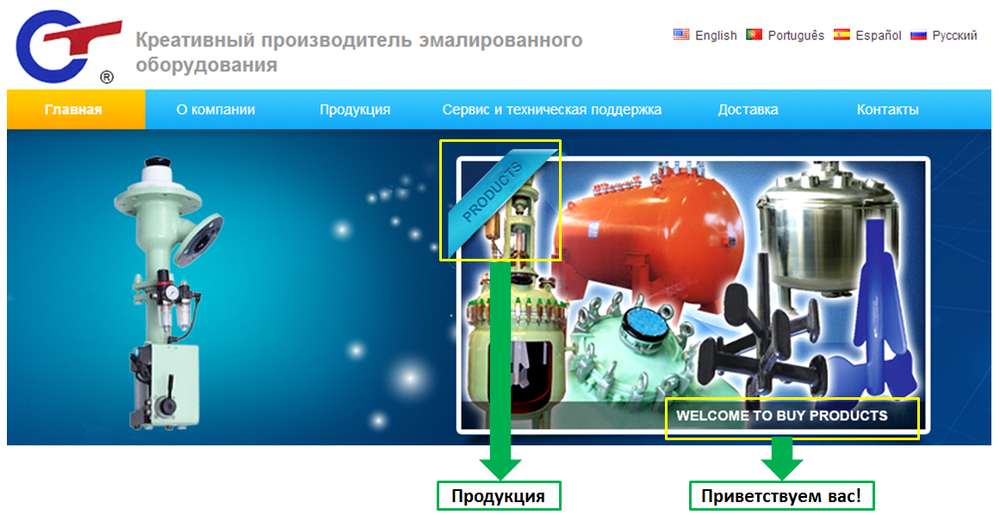 CT
®
Креативный производитель эмалированного
оборудования
English Português Español Русский
Главная О компании Продукция Сервис и техническая поддержка Доставка Контакты
PRODUCTS
WELCOME TO BUY PRODUCTS
Продукция
Приветствуем вас!